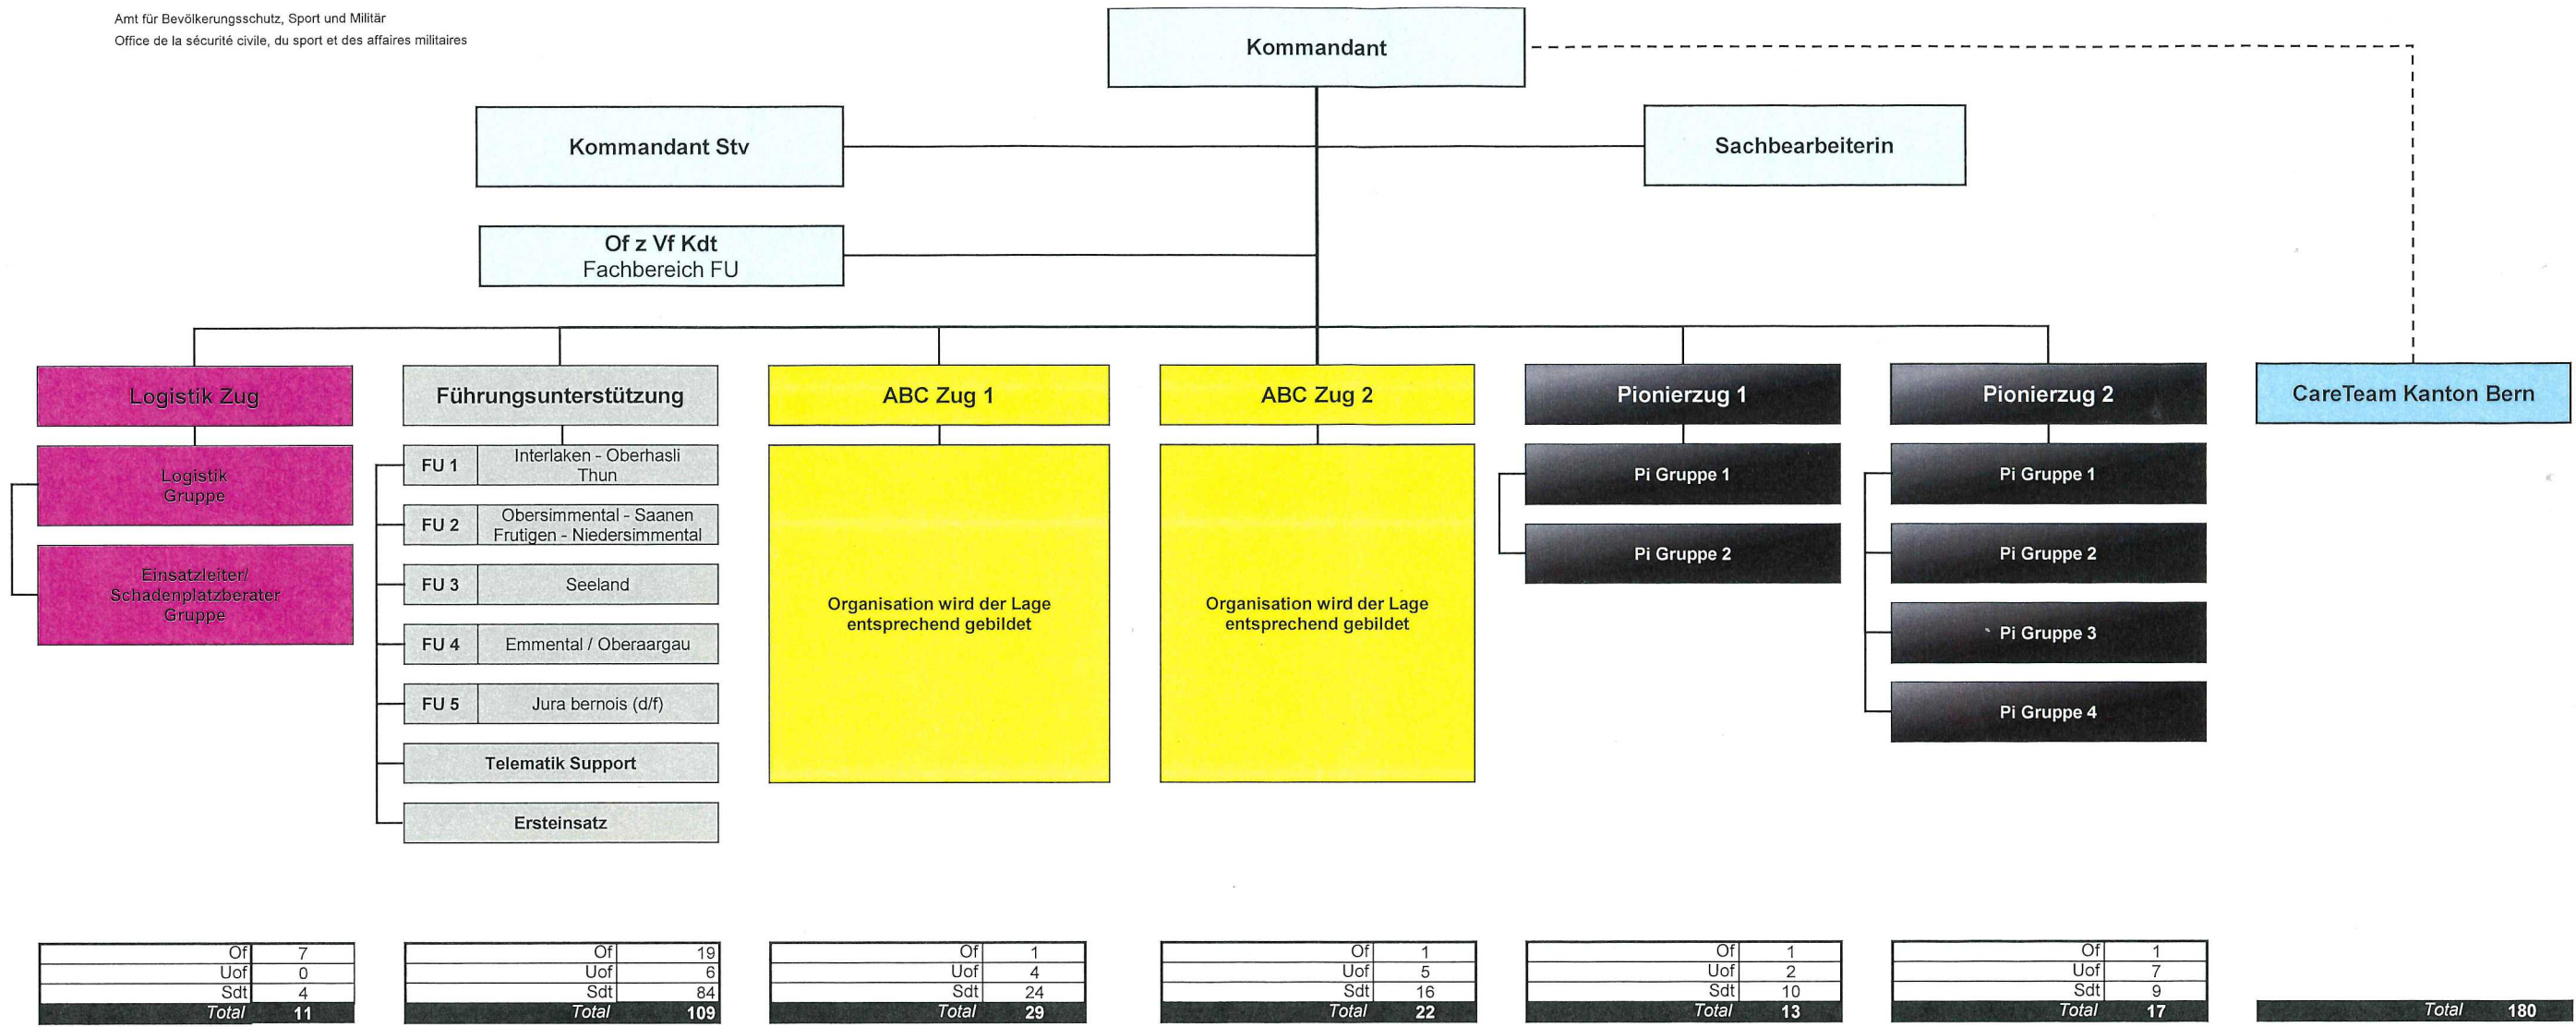 Amt für Bevölkerungsschutz, Sport und Militär
Office de la sécurité civile, du sport et des affaires militaires
Kommandant
Kommandant Stv
Sachbearbeiterin
Of z Vf Kdt
Fachbereich FU
Logistik Zug
Führungsunterstützung
ABC Zug 1
ABC Zug 2
Pionierzug 1
Pionierzug 2
CareTeam Kanton Bern
Logistik
Gruppe
Einsatzleiter/
Schadenplatzberater
Gruppe
FU 1
Interlaken - Oberhasli
Thun
FU 2
Obersimmental - Saanen
Frutigen - Niedersimmental
FU 3
Seeland
FU 4
Emmental / Oberaargau
FU 5
Jura bernois (d/f)
Telematik Support
Ersteinsatz
Organisation wird der Lage
entsprechend gebildet
Organisation wird der Lage
entsprechend gebildet
Pi Gruppe 1
Pi Gruppe 2
Pi Gruppe 1
Pi Gruppe 2
Pi Gruppe 3
Pi Gruppe 4
Of 7
Uof 0
Sdt 4
Total 11
Of 19
Uof 6
Sdt 84
Total 109
Of 1
Uof 4
Sdt 24
Total 29
Of 1
Uof 5
Sdt 16
Total 22
Of 1
Uof 2
Sdt 10
Total 13
Of 1
Uof 7
Sdt 9
Total 17
Total 180